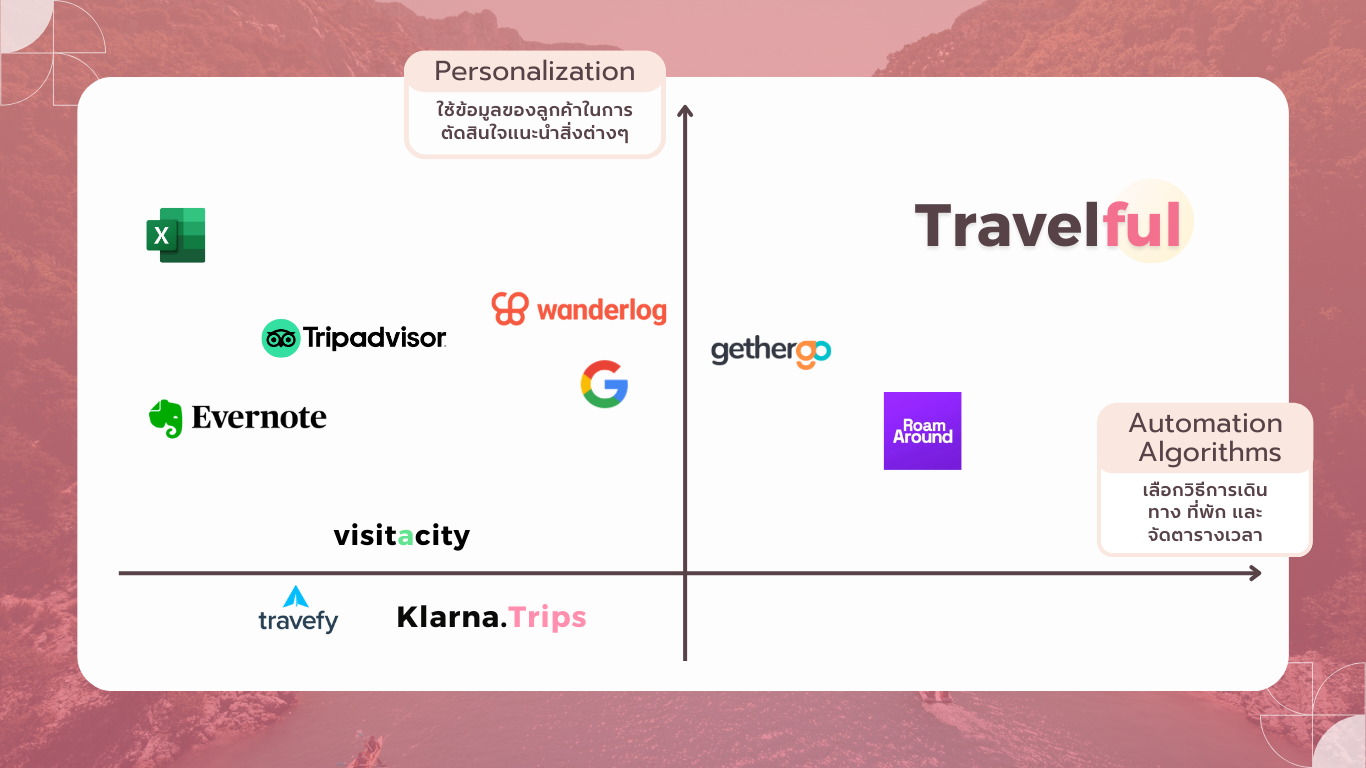 Personalization
ใช้ข้อมูลของลูกค้าในการ
ตัดสินใจแนะนำสิ่งต่างๆ
X
Travelful
wanderlog
Tripadvisor
gethergo
G
Evernote
Roam
Around
Automation
Algorithms
เลือกวิธีการเดิน
ทาง ที่พัก และ
จัดตารางเวลา
visitacity
travefy
Klarna.Trips